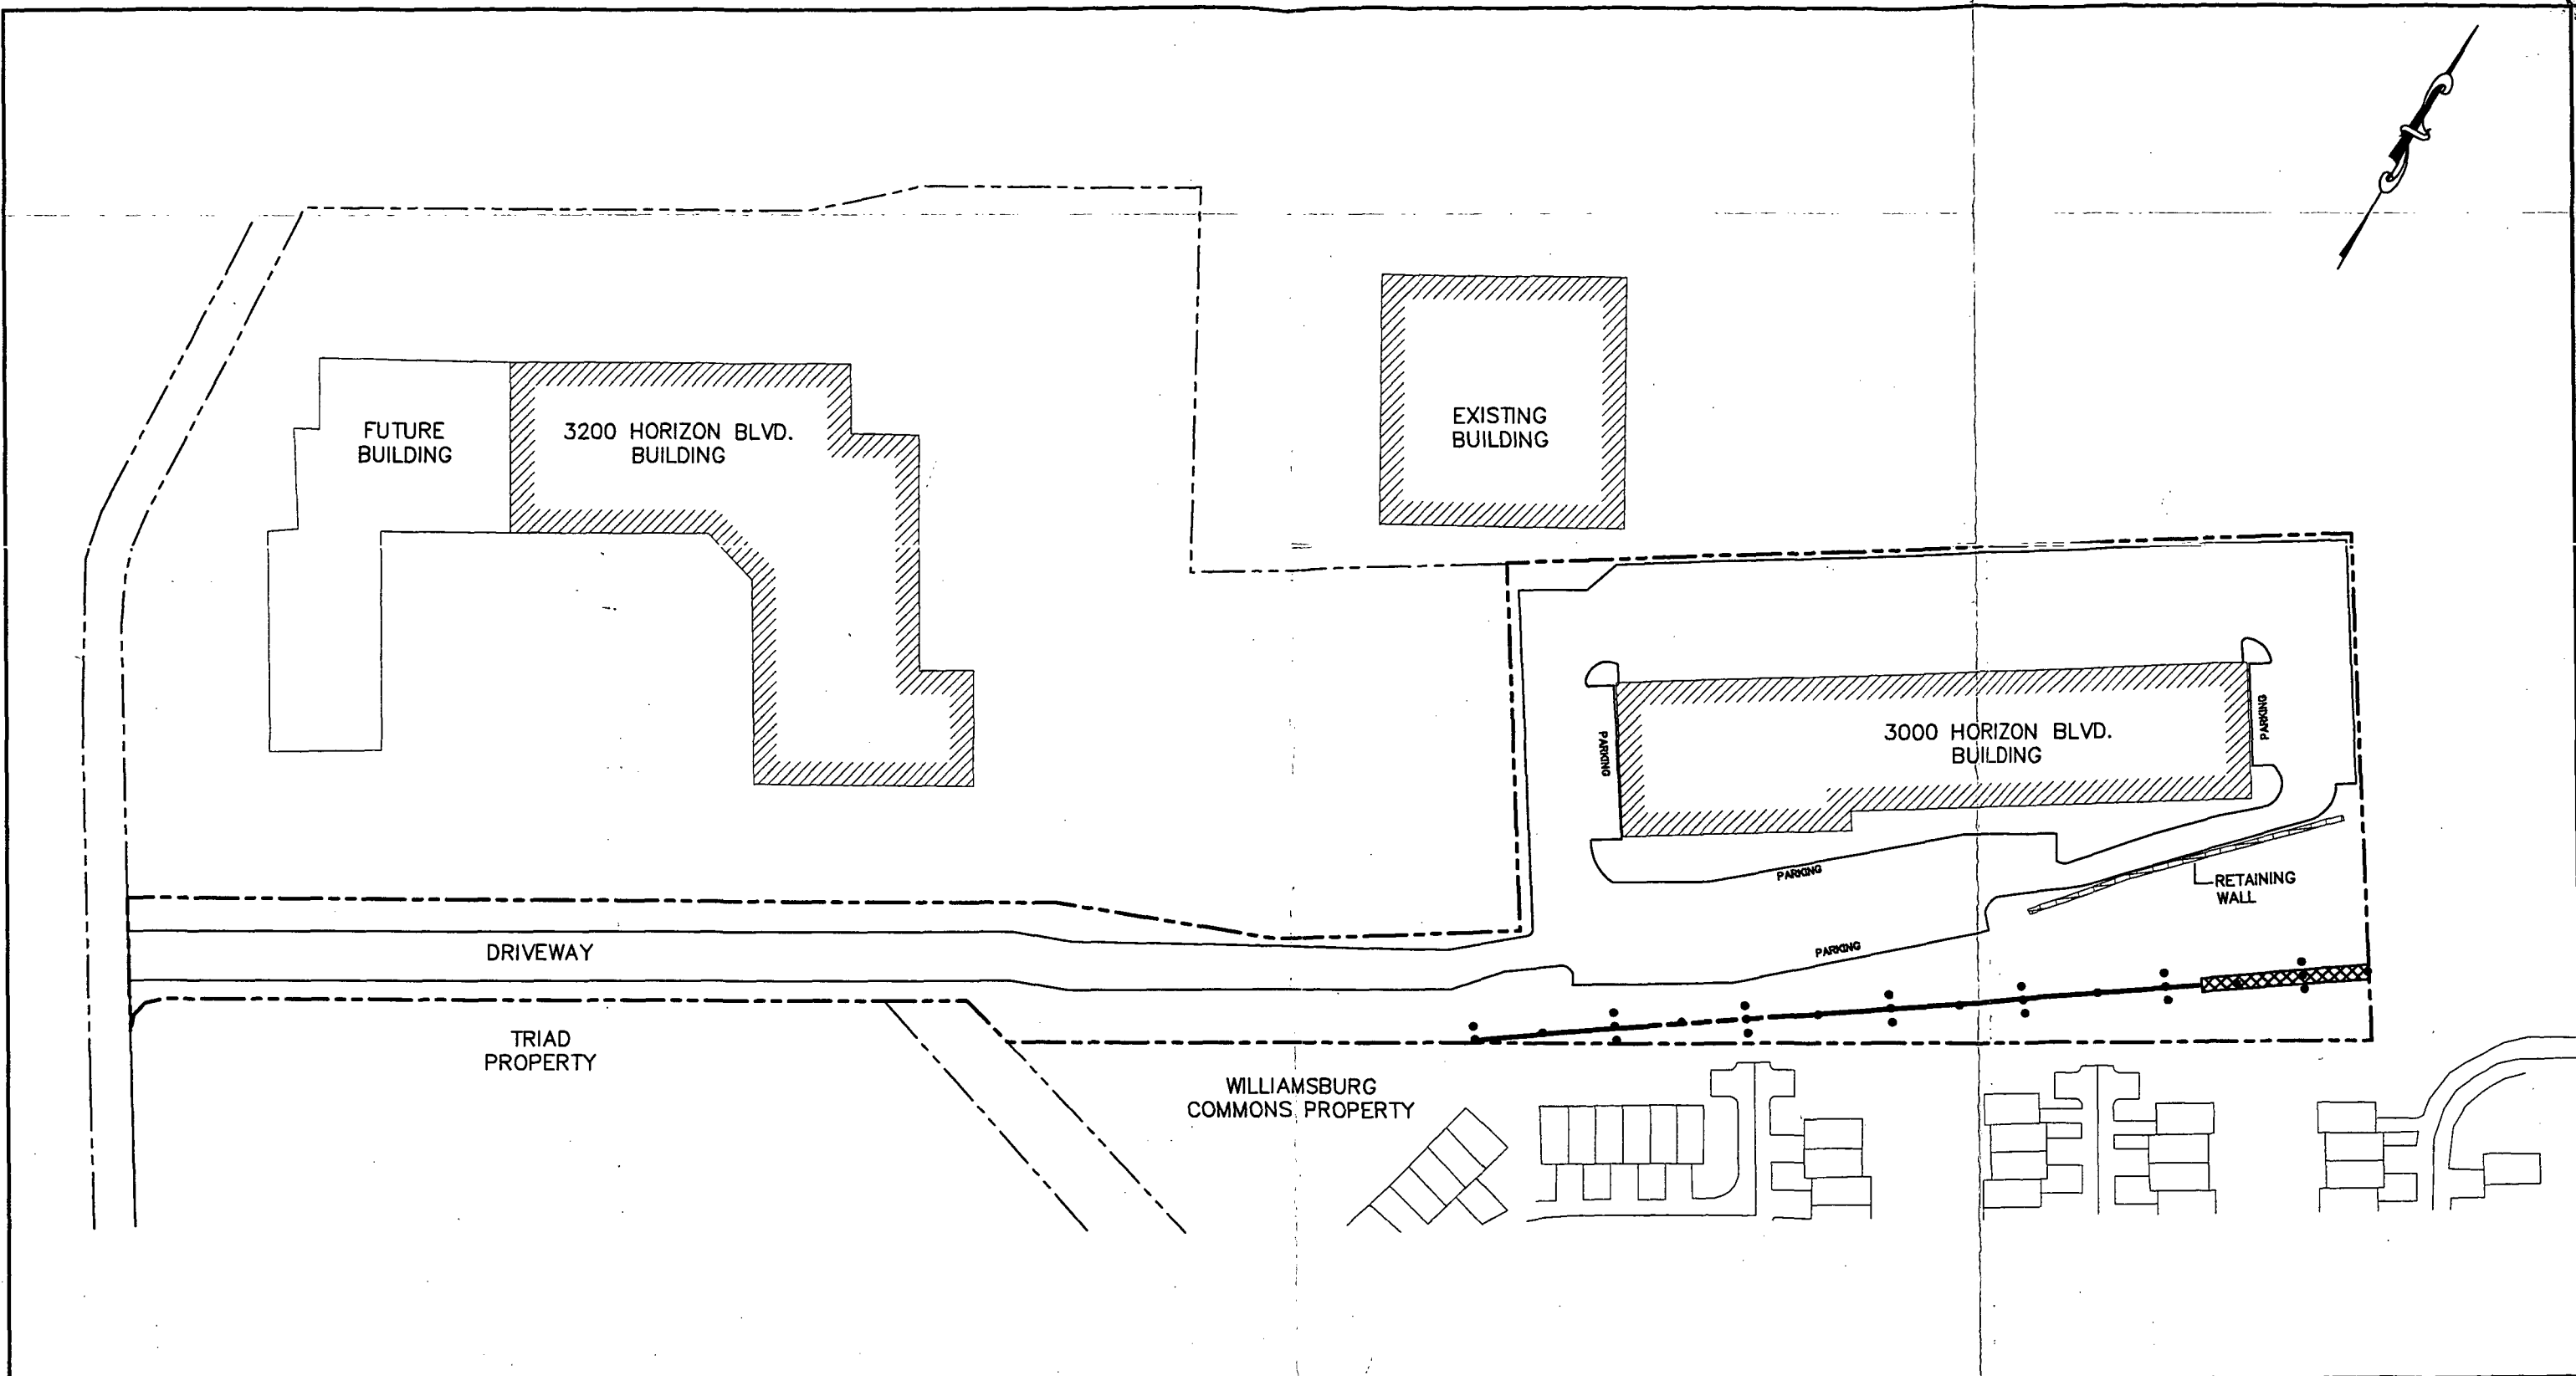 FUTURE
BUILDING
3200 HORIZON BLVD.
BUILDING
EXISTING
BUILDING
3000 HORIZON BLVD.
BUILDING
PARKING
PARKING
PARKING
RETAINING
WALL
PARKING
DRIVEWAY
TRIAD
PROPERTY
WILLIAMSBURG
COMMONS PROPERTY